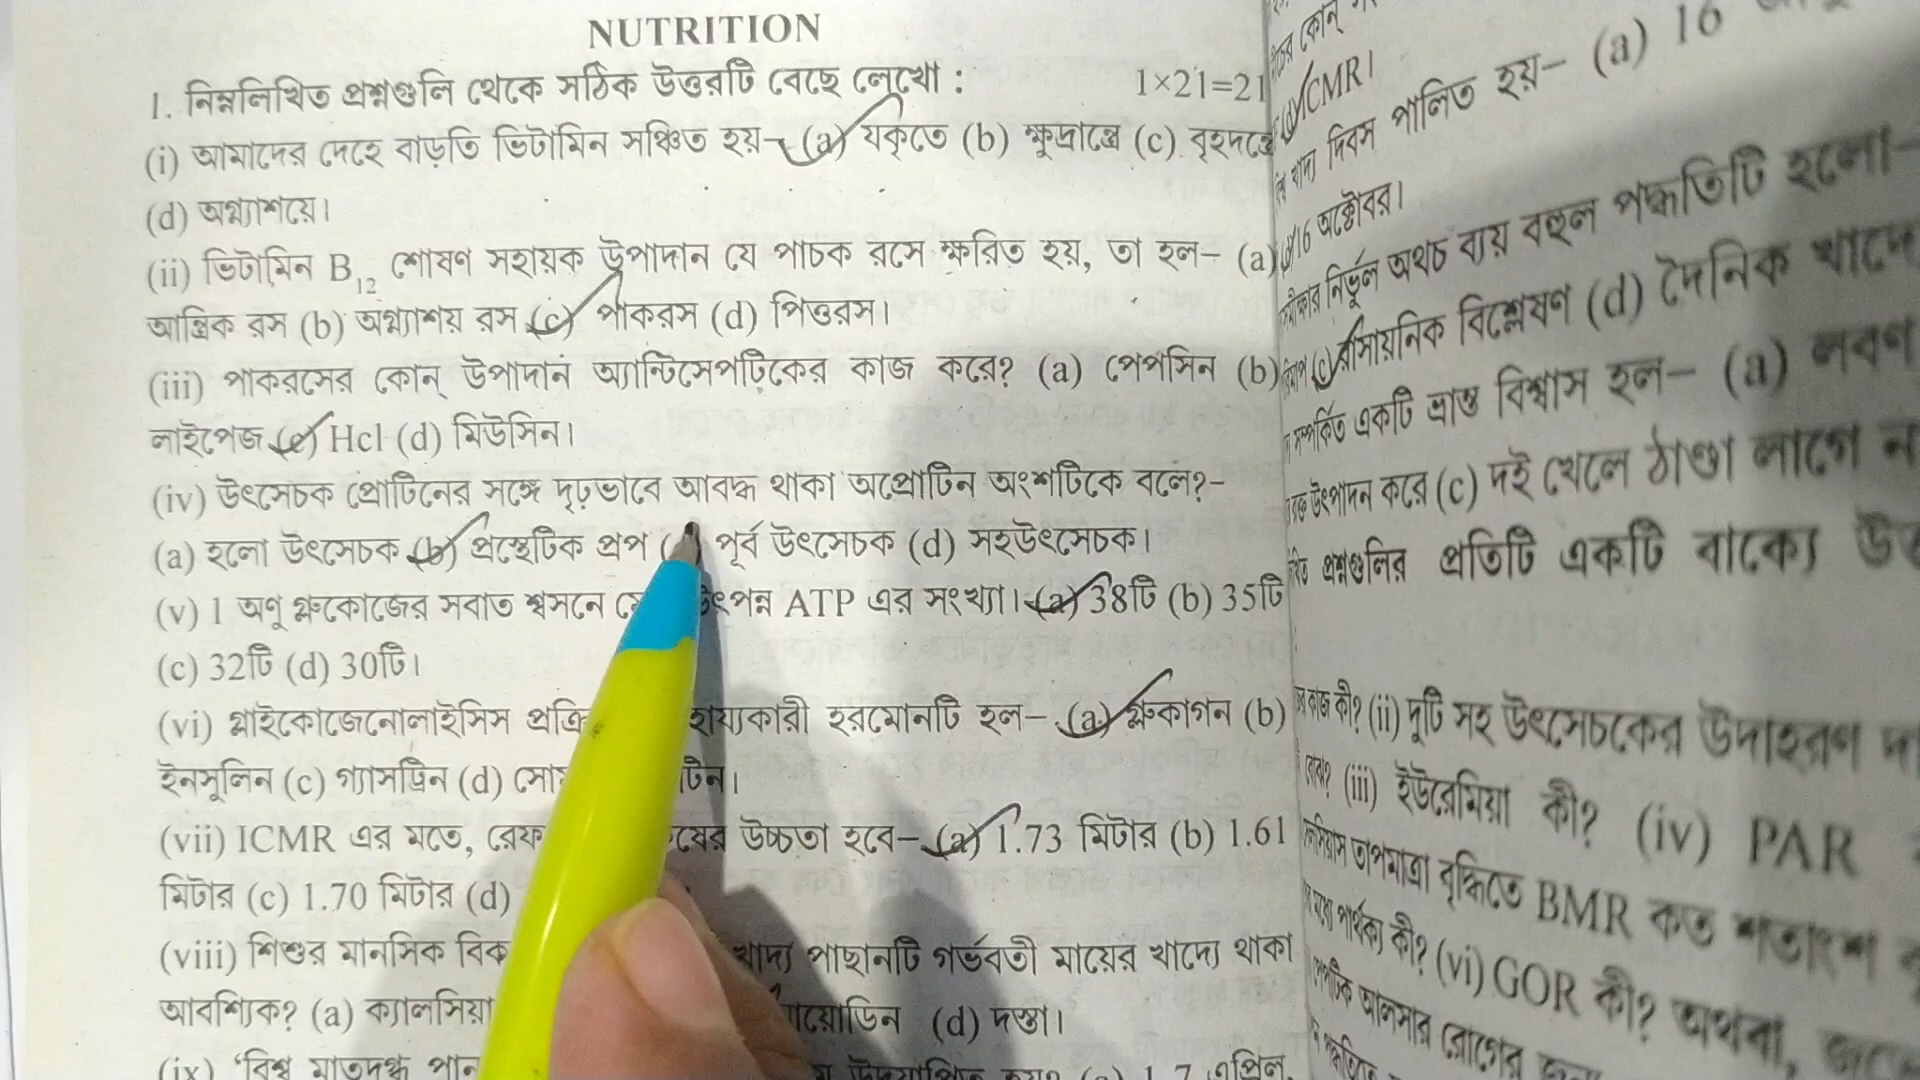 NUTRITION
1. নিম্নলিখিত প্রশ্নগুলি থেকে সঠিক উত্তরটি বেছে লেখো : 1×21=21
(i) আমাদের দেহে বাড়তি ভিটামিন সঞ্চিত হয়– (a) যকৃতে (b) ক্ষুদ্রান্ত্রে (c) বৃহদন্ত্রে
(d) অগ্ন্যাশয়ে।
(ii) ভিটামিন B₁₂ শোষণ সহায়ক উপাদান যে পাচক রসে ক্ষরিত হয়, তা হল– (a)
আন্ত্রিক রস (b) অগ্ন্যাশয় রস (c) পাকরস (d) পিত্তরস।
(iii) পাকরসের কোন্ উপাদান অ্যান্টিসেপটিকের কাজ করে? (a) পেপসিন (b)
লাইপেজ (c) Hcl (d) মিউসিন।
(iv) উৎসেচক প্রোটিনের সঙ্গে দৃঢ়ভাবে আবদ্ধ থাকা অপ্রোটিন অংশটিকে বলে?–
(a) হলো উৎসেচক (b) প্রস্থেটিক গ্রুপ পূর্ব উৎসেচক (d) সহউৎসেচক।
(v) 1 অণু গ্লুকোজের সবাত শ্বসনে উৎপন্ন ATP এর সংখ্যা। (a) 38টি (b) 35টি
(c) 32টি (d) 30টি।
(vi) গ্লাইকোজেনোলাইসিস হরমোনটি হল– (a) গ্লুকাগন (b)
ইনসুলিন (c) গ্যাসট্রিন (d)
(vii) ICMR এর মতে, উচ্চতা হবে– (a) 1.73 মিটার (b) 1.61
মিটার (c) 1.70 মিটার (d)
(viii) শিশুর মানসিক খাদ্য পাছানটি গর্ভবতী মায়ের খাদ্যে থাকা
আবশ্যিক? (a) (d) দস্তা।
(ix) ‘বিশ্ব এপ্রিল,
কোন্
(d) ICMR।
খাদ্য দিবস পালিত হয়– (a) 16
16 অক্টোবর।
নির্ভুল অথচ ব্যয় বহুল পদ্ধতিটি হলো–
(c) রাসায়নিক বিশ্লেষণ (d) দৈনিক
সম্পর্কিত একটি ভ্রান্ত বিশ্বাস হল– (a) লবণ
উৎপাদন করে (c) দই খেলে ঠাণ্ডা লাগে
প্রশ্নগুলির প্রতিটি একটি বাক্যে
কাজ কী? (ii) দুটি সহ উৎসেচকের উদাহরণ
(iii) ইউরেমিয়া কী? (iv) PAR
তাপমাত্রা বৃদ্ধিতে BMR কত শতাংশ
মধ্যে পার্থক্য কী? (vi) GOR কী? অথবা,
আলসার রোগের